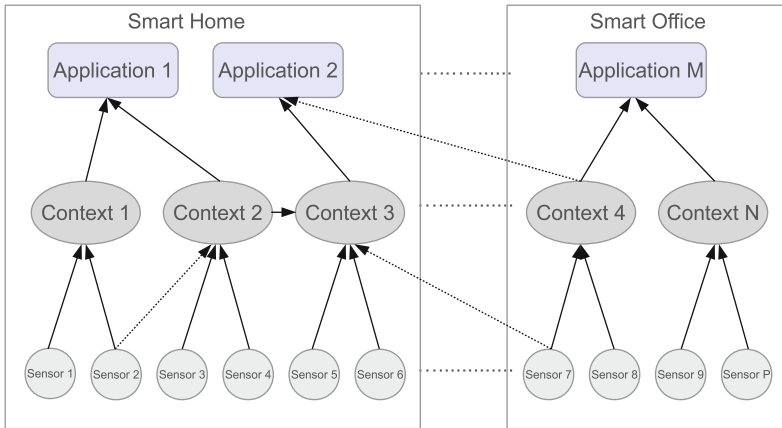 Smart Home
Smart Office
Application 1
Application 2
Application M
Context 1
Context 2
Context 3
Context 4
Context N
Sensor 1
Sensor 2
Sensor 3
Sensor 4
Sensor 5
Sensor 6
Sensor 7
Sensor 8
Sensor 9
Sensor P